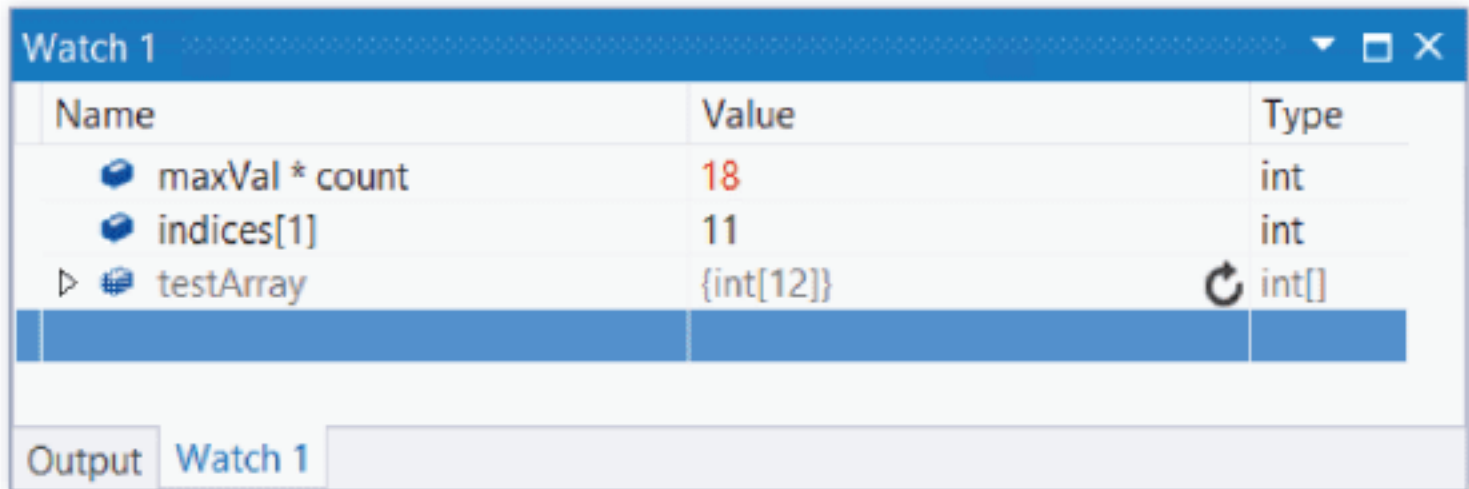 Watch 1
Name Value Type
maxVal * count 18 int
indices[1] 11 int
testArray {int[12]} int[]
Output Watch 1